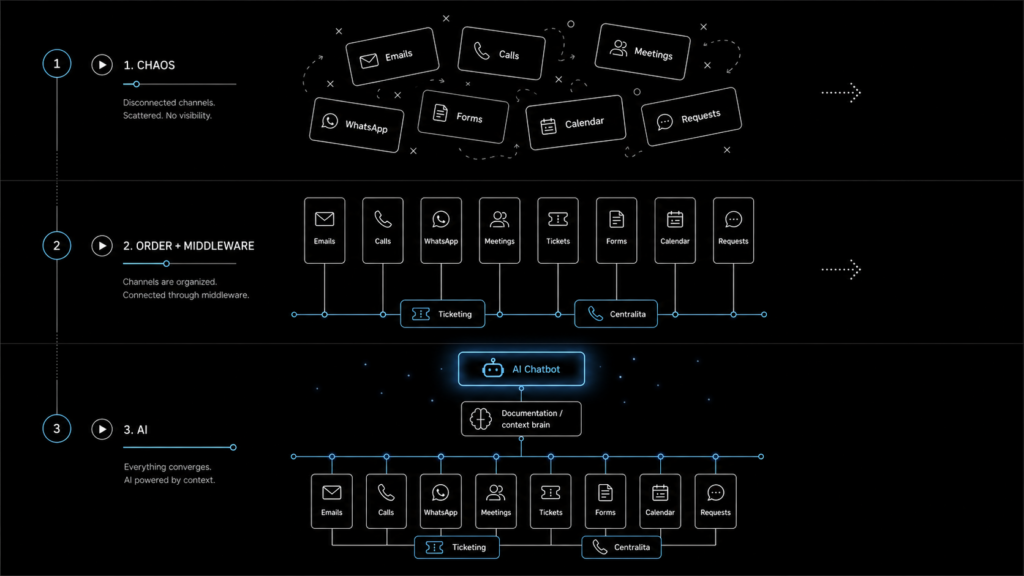 1
1. CHAOS
Disconnected channels.
Scattered. No visibility.
Emails
Calls
Meetings
WhatsApp
Forms
Calendar
Requests
2
2. ORDER + MIDDLEWARE
Channels are organized.
Connected through middleware.
Emails
Calls
WhatsApp
Meetings
Tickets
Forms
Calendar
Requests
Ticketing
Centralita
3
3. AI
Everything converges.
AI powered by context.
AI Chatbot
Documentation /
context brain
Emails
Calls
WhatsApp
Meetings
Tickets
Forms
Calendar
Requests
Ticketing
Centralita